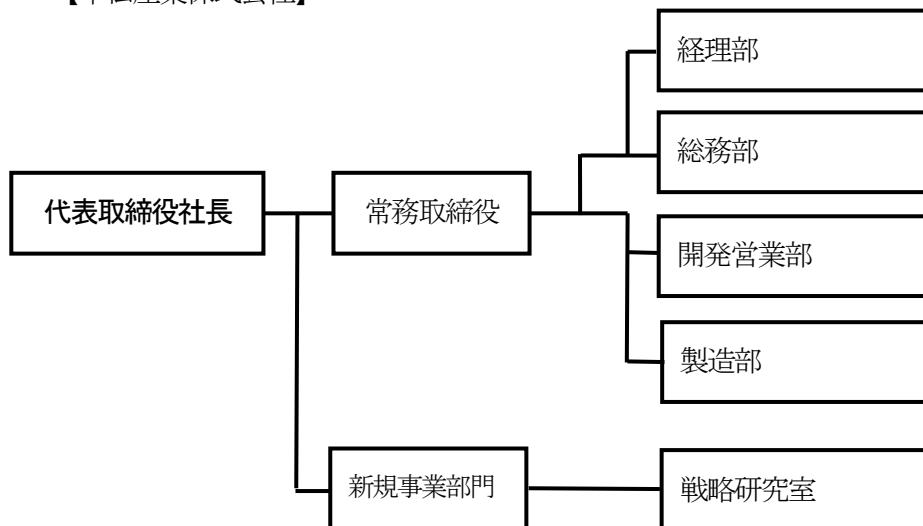 経理部
総務部
代表取締役社長
常務取締役
開発営業部
製造部
新規事業部門
戦略研究室